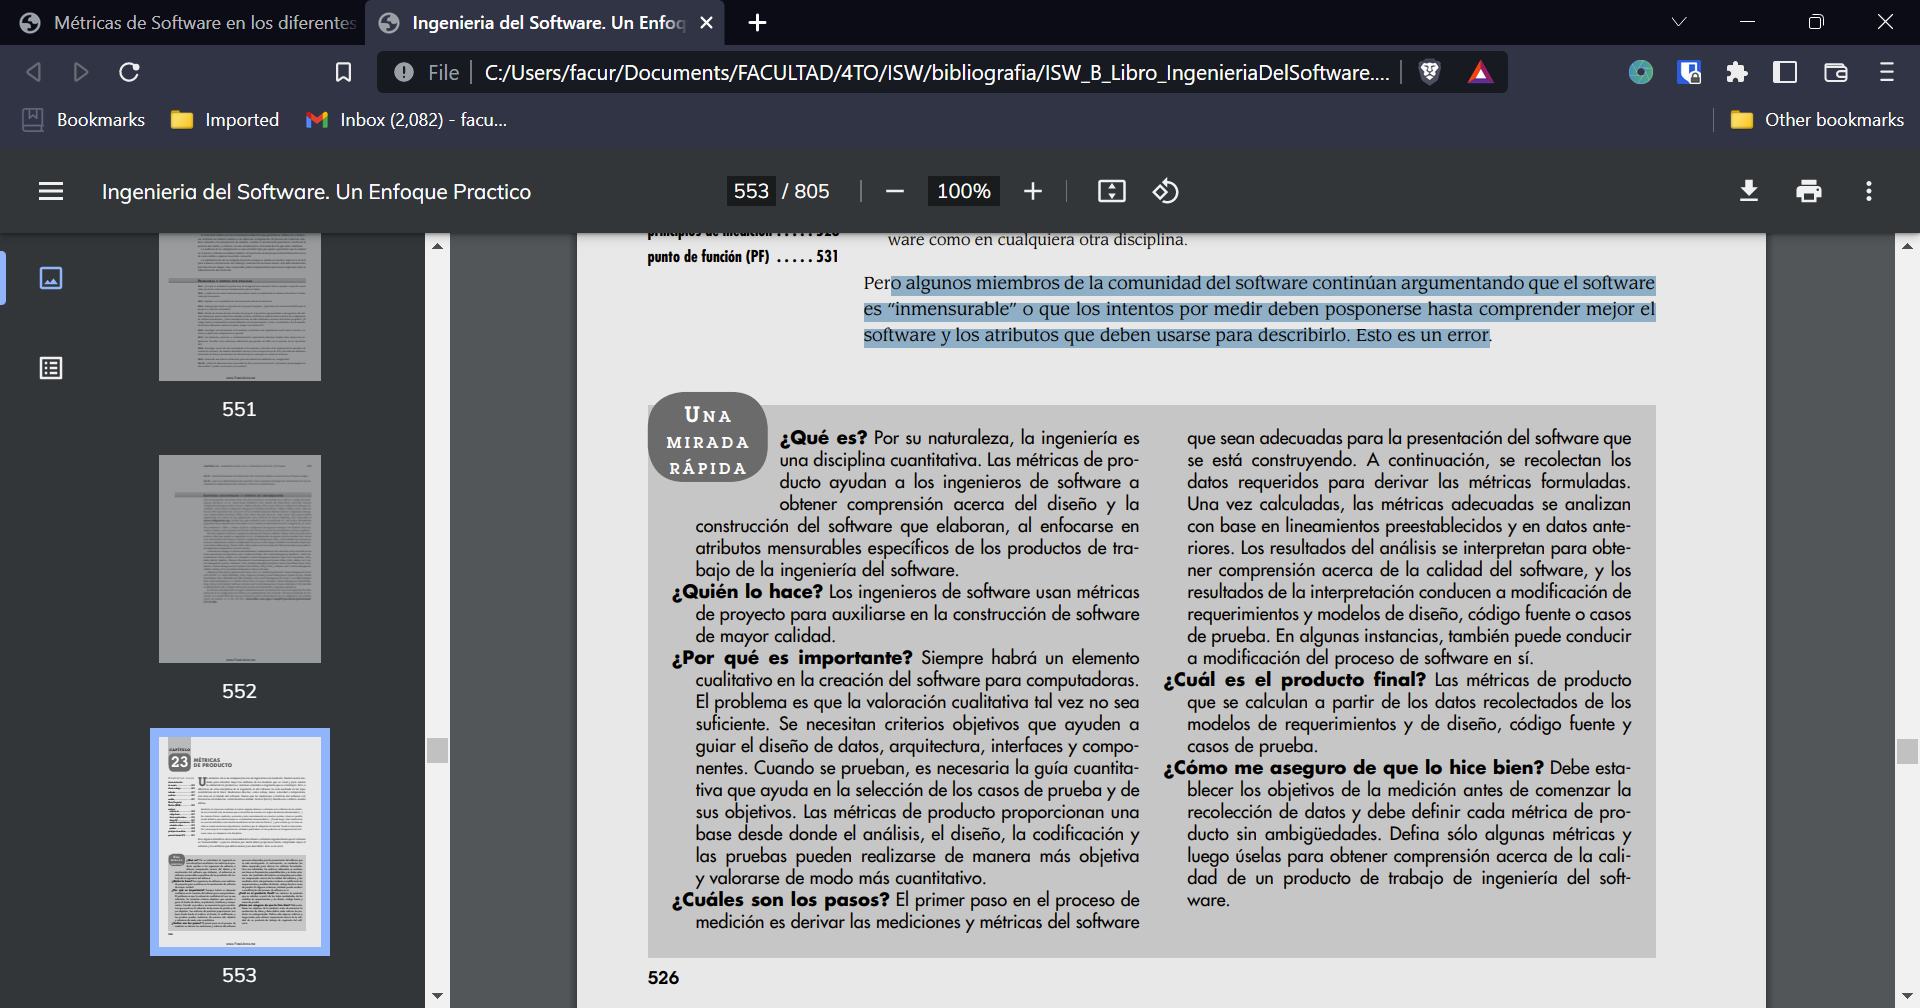 Métricas de Software en los diferentes
Ingenieria del Software. Un Enfoq
File
C:/Users/facur/Documents/FACULTAD/4TO/ISW/bibliografia/ISW_B_Libro_IngenieriaDelSoftware....
Bookmarks
Imported
Inbox (2,082) - facu...
Other bookmarks
Ingenieria del Software. Un Enfoque Practico
553 / 805
100%
551
552
CAPÍTULO
23
MÉTRICAS
DE PRODUCTO
553
principios de medición . . . . . 528
punto de función (PF) . . . . . 531
ware como en cualquiera otra disciplina.
Pero algunos miembros de la comunidad del software continúan argumentando que el software
es “inmensurable” o que los intentos por medir deben posponerse hasta comprender mejor el
software y los atributos que deben usarse para describirlo. Esto es un error.
UNA
MIRADA
RÁPIDA
¿Qué es? Por su naturaleza, la ingeniería es
una disciplina cuantitativa. Las métricas de pro-
ducto ayudan a los ingenieros de software a
obtener comprensión acerca del diseño y la
construcción del software que elaboran, al enfocarse en
atributos mensurables específicos de los productos de tra-
bajo de la ingeniería del software.
¿Quién lo hace? Los ingenieros de software usan métricas
de proyecto para auxiliarse en la construcción de software
de mayor calidad.
¿Por qué es importante? Siempre habrá un elemento
cualitativo en la creación del software para computadoras.
El problema es que la valoración cualitativa tal vez no sea
suficiente. Se necesitan criterios objetivos que ayuden a
guiar el diseño de datos, arquitectura, interfaces y compo-
nentes. Cuando se prueban, es necesaria la guía cuantita-
tiva que ayuda en la selección de los casos de prueba y de
sus objetivos. Las métricas de producto proporcionan una
base desde donde el análisis, el diseño, la codificación y
las pruebas pueden realizarse de manera más objetiva
y valorarse de modo más cuantitativo.
¿Cuáles son los pasos? El primer paso en el proceso de
medición es derivar las mediciones y métricas del software
que sean adecuadas para la presentación del software que
se está construyendo. A continuación, se recolectan los
datos requeridos para derivar las métricas formuladas.
Una vez calculadas, las métricas adecuadas se analizan
con base en lineamientos preestablecidos y en datos ante-
riores. Los resultados del análisis se interpretan para obte-
ner comprensión acerca de la calidad del software, y los
resultados de la interpretación conducen a modificación de
requerimientos y modelos de diseño, código fuente o casos
de prueba. En algunas instancias, también puede conducir
a modificación del proceso de software en sí.
¿Cuál es el producto final? Las métricas de producto
que se calculan a partir de los datos recolectados de los
modelos de requerimientos y de diseño, código fuente y
casos de prueba.
¿Cómo me aseguro de que lo hice bien? Debe esta-
blecer los objetivos de la medición antes de comenzar la
recolección de datos y debe definir cada métrica de pro-
ducto sin ambigüedades. Defina sólo algunas métricas y
luego úselas para obtener comprensión acerca de la cali-
dad de un producto de trabajo de ingeniería del soft-
ware.
526